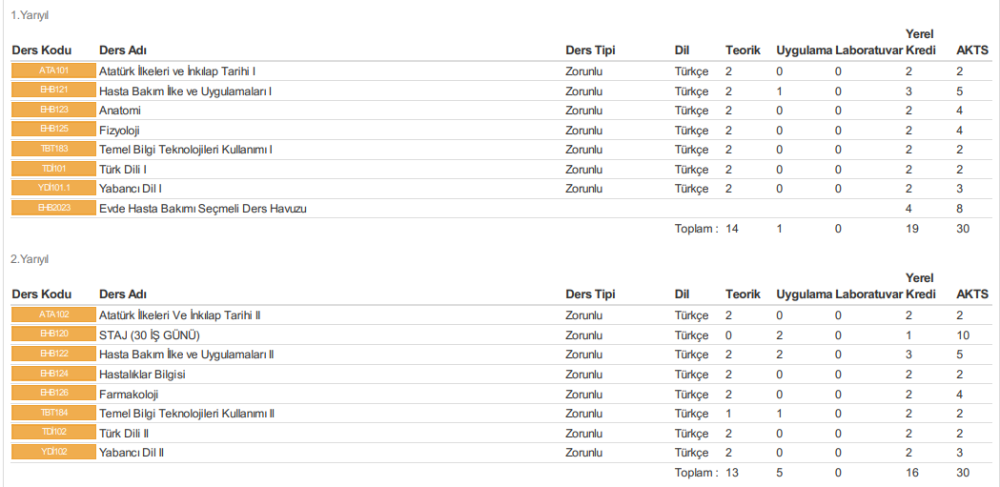 1.Yarıyıl
Ders Kodu Ders Adı Ders Tipi Dil Teorik Uygulama Laboratuvar Yerel Kredi AKTS
ATA101 Atatürk İlkeleri ve İnkılap Tarihi I Zorunlu Türkçe 2 0 0 2 2
EHB121 Hasta Bakım İlke ve Uygulamaları I Zorunlu Türkçe 2 1 0 3 5
EHB123 Anatomi Zorunlu Türkçe 2 0 0 2 4
EHB125 Fizyoloji Zorunlu Türkçe 2 0 0 2 4
TBT183 Temel Bilgi Teknolojileri Kullanımı I Zorunlu Türkçe 2 0 0 2 2
TDİ101 Türk Dili I Zorunlu Türkçe 2 0 0 2 2
YDİ101.1 Yabancı Dil I Zorunlu Türkçe 2 0 0 2 3
EHB2023 Evde Hasta Bakımı Seçmeli Ders Havuzu 4 8
Toplam : 14 1 0 19 30
2.Yarıyıl
Ders Kodu Ders Adı Ders Tipi Dil Teorik Uygulama Laboratuvar Yerel Kredi AKTS
ATA102 Atatürk İlkeleri Ve İnkılap Tarihi II Zorunlu Türkçe 2 0 0 2 2
EHB120 STAJ (30 İŞ GÜNÜ) Zorunlu Türkçe 0 2 0 1 10
EHB122 Hasta Bakım İlke ve Uygulamaları II Zorunlu Türkçe 2 2 0 3 5
EHB124 Hastalıklar Bilgisi Zorunlu Türkçe 2 0 0 2 2
EHB126 Farmakoloji Zorunlu Türkçe 2 0 0 2 4
TBT184 Temel Bilgi Teknolojileri Kullanımı II Zorunlu Türkçe 1 1 0 2 2
TDİ102 Türk Dili II Zorunlu Türkçe 2 0 0 2 2
YDİ102 Yabancı Dil II Zorunlu Türkçe 2 0 0 2 3
Toplam : 13 5 0 16 30